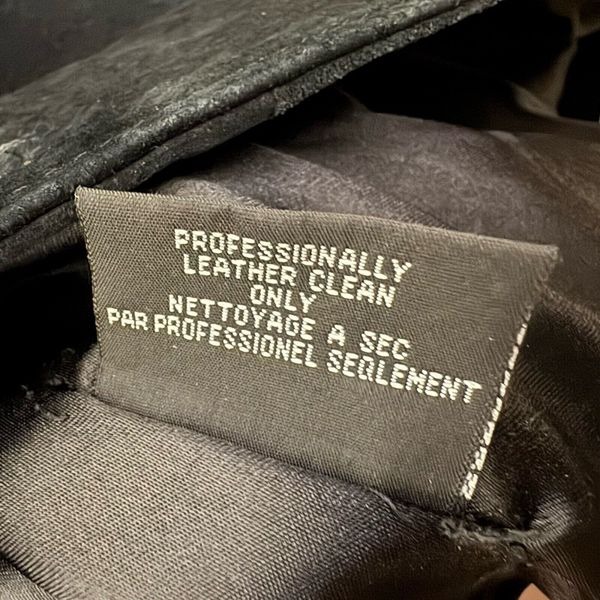 PROFESSIONALLY
LEATHER CLEAN
ONLY
NETTOYAGE A SEC
PAR PROFESSIONEL SEQLEMENT